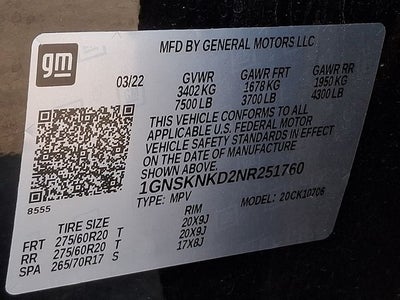 gm
MFD BY GENERAL MOTORS LLC
03/22 GVWR GAWR FRT GAWR RR
3402 KG 1678 KG 1950 KG
7500 LB 3700 LB 4300 LB
THIS VEHICLE CONFORMS TO ALL
APPLICABLE U.S. FEDERAL MOTOR
VEHICLE SAFETY STANDARDS IN EFFECT
ON THE DATE OF MANUFACTURE
SHOWN ABOVE.
1GNSKNKD2NR251760
8555 TYPE: MPV MODEL: 20CK10706
TIRE SIZE RIM
FRT 275/60R20 T 20X9J
RR 275/60R20 T 20X9J
SPA 265/70R17 S 17X8J